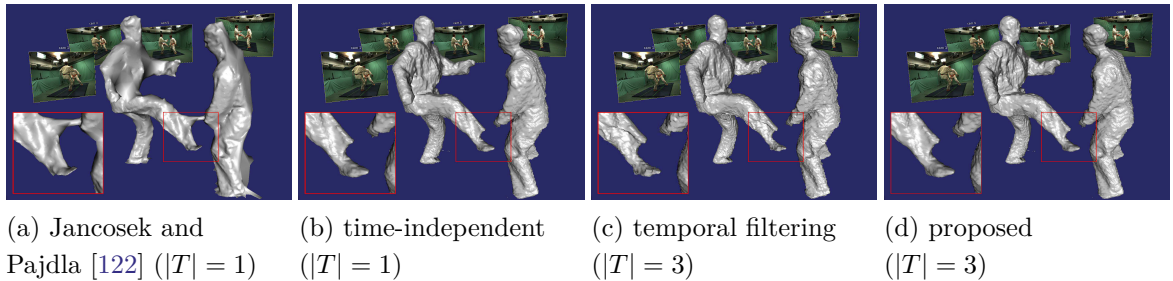 (a) Jancosek and
Pajdla [122] (|T| = 1)
(b) time-independent
(|T| = 1)
(c) temporal filtering
(|T| = 3)
(d) proposed
(|T| = 3)